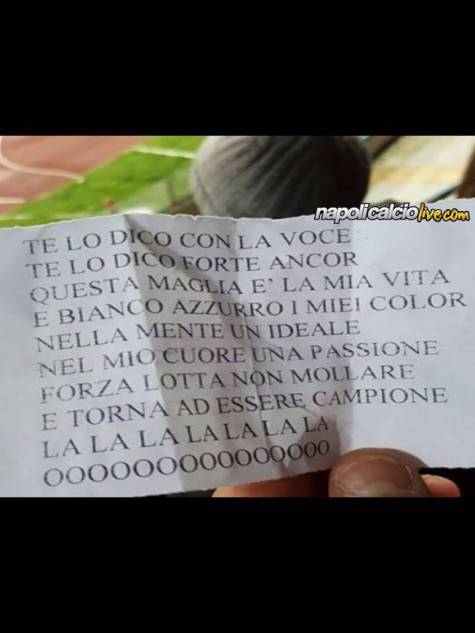 napolicalciolive.com
TE LO DICO CON LA VOCE
TE LO DICO FORTE ANCOR
QUESTA MAGLIA E' LA MIA VITA
E BIANCO AZZURRO I MIEI COLOR
NELLA MENTE UN IDEALE
NEL MIO CUORE UNA PASSIONE
FORZA LOTTA NON MOLLARE
E TORNA AD ESSERE CAMPIONE
LA LA LA LA LA LA LA
OOOOOOOOOOOOOOO